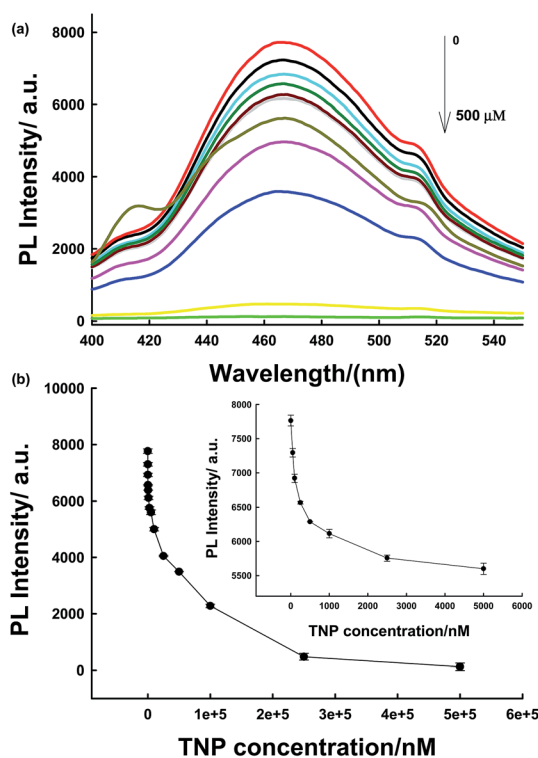 (a)
8000
6000
4000
2000
0
PL Intensity/ a.u.
0
500 µM
400 420 440 460 480 500 520 540
Wavelength/(nm)
(b)
10000
8000
6000
4000
2000
0
PL Intensity/ a.u.
0 1e+5 2e+5 3e+5 4e+5 5e+5 6e+5
TNP concentration/nM
8000
7500
7000
6500
6000
5500
PL Intensity/ a.u.
0 1000 2000 3000 4000 5000 6000
TNP concentration/nM